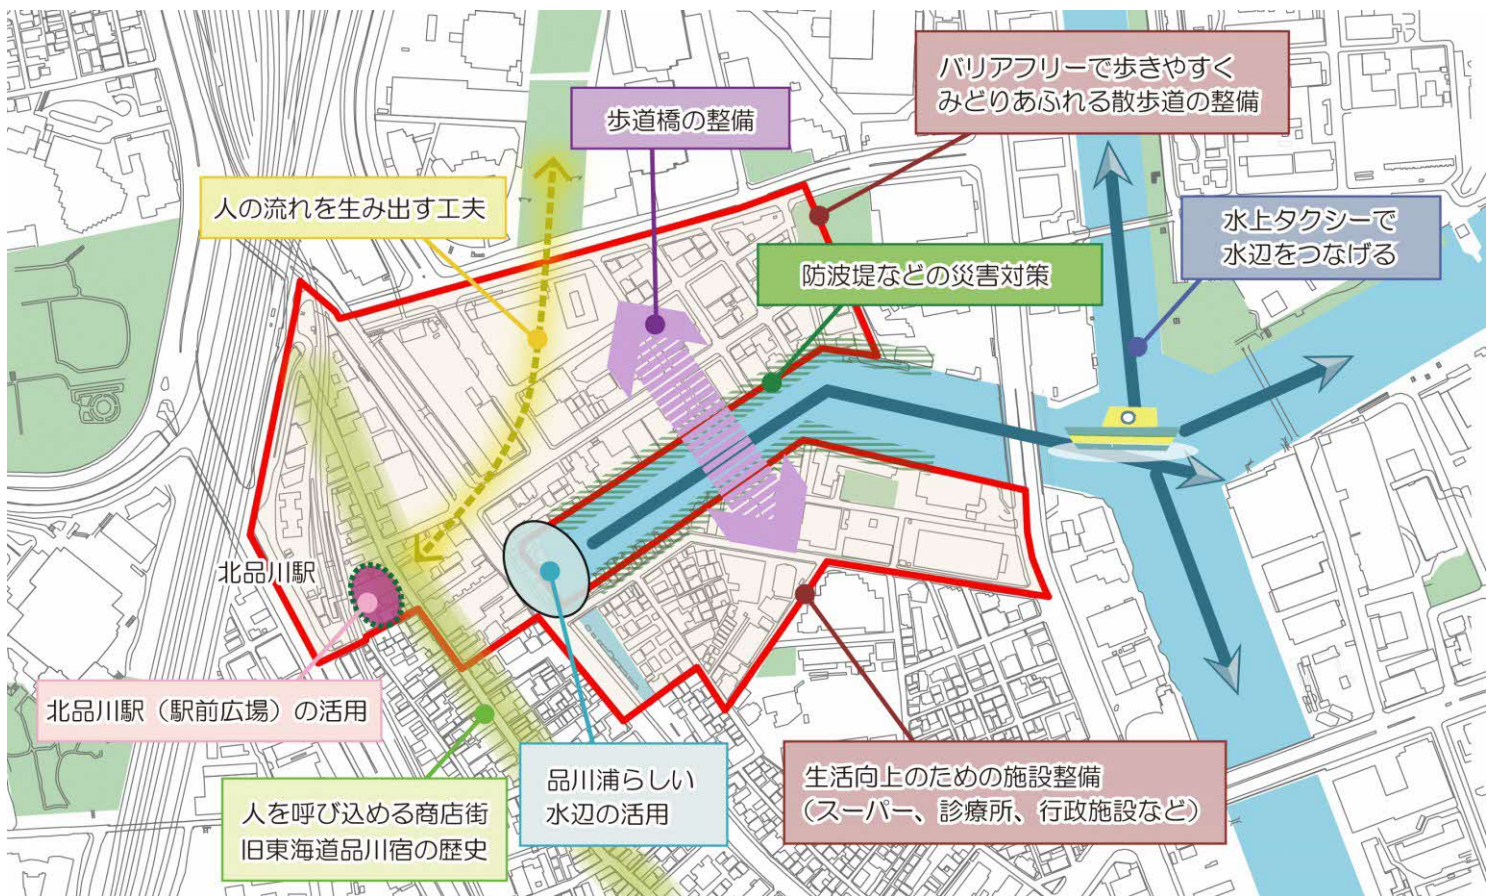 バリアフリーで歩きやすく
みどりあふれる散歩道の整備
歩道橋の整備
人の流れを生み出す工夫
水上タクシーで
水辺をつなげる
防波堤などの災害対策
北品川駅
北品川駅（駅前広場）の活用
品川浦らしい
水辺の活用
生活向上のための施設整備
（スーパー、診療所、行政施設など）
人を呼び込める商店街
旧東海道品川宿の歴史